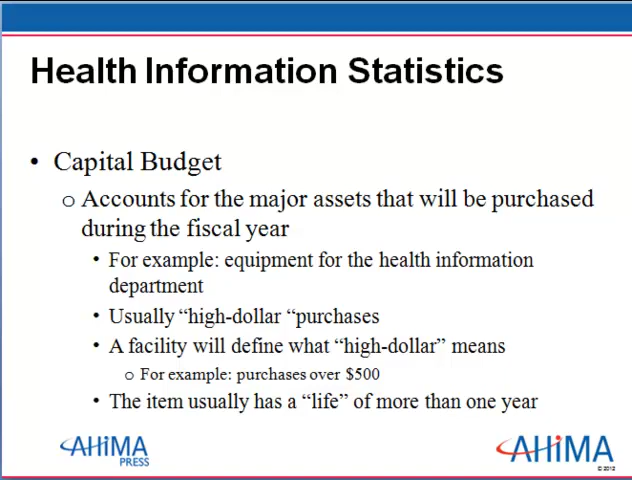 Health Information Statistics
• Capital Budget
o Accounts for the major assets that will be purchased
during the fiscal year
• For example: equipment for the health information
department
• Usually “high-dollar “purchases
• A facility will define what “high-dollar” means
o For example: purchases over $500
• The item usually has a “life” of more than one year
AHiMA
PRESS
AHiMA
© 2012